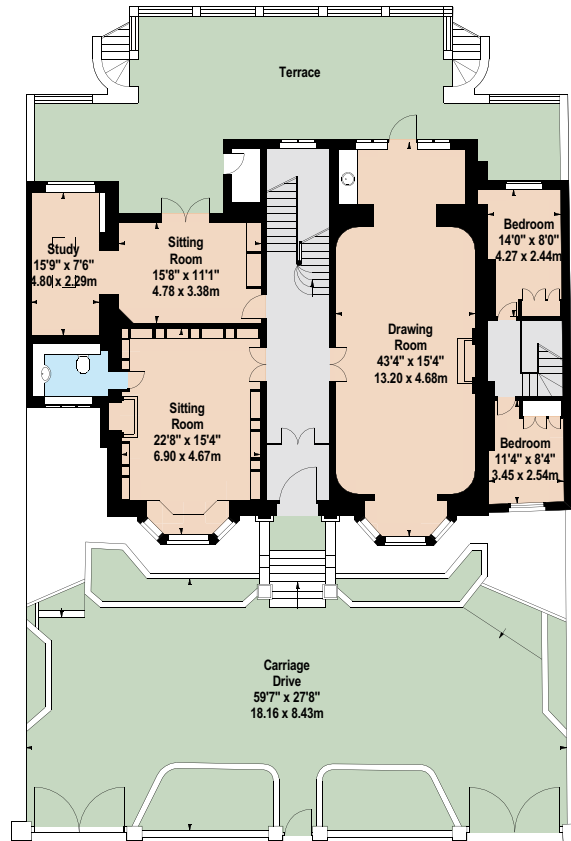 Terrace
Study
15'9" x 7'6"
4.80 x 2.29m
Sitting
Room
15'8" x 11'1"
4.78 x 3.38m
Bedroom
14'0" x 8'0"
4.27 x 2.44m
Drawing
Room
43'4" x 15'4"
13.20 x 4.68m
Sitting
Room
22'8" x 15'4"
6.90 x 4.67m
Bedroom
11'4" x 8'4"
3.45 x 2.54m
Carriage
Drive
59'7" x 27'8"
18.16 x 8.43m